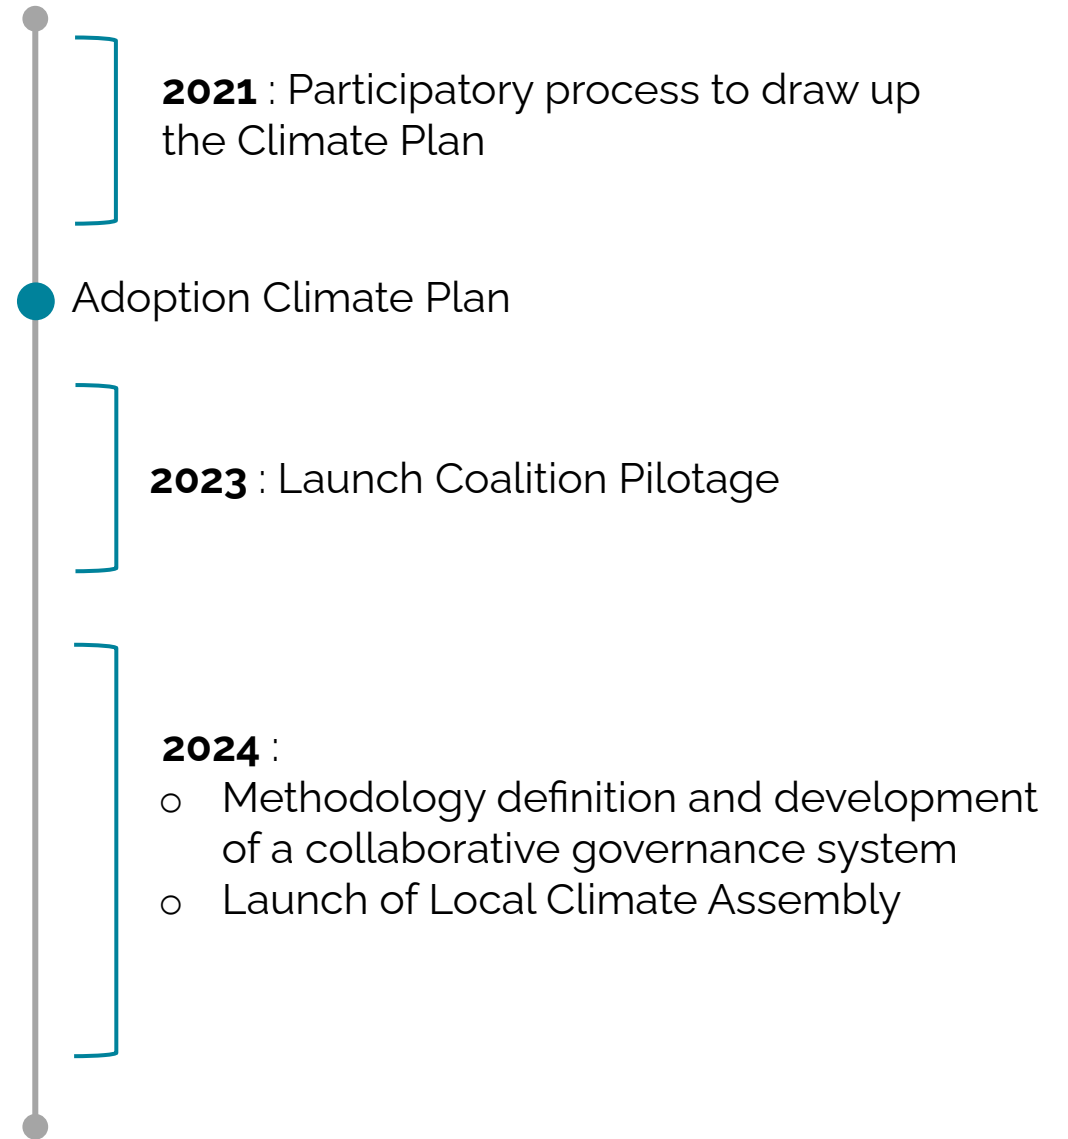 2021 : Participatory process to draw up
the Climate Plan
Adoption Climate Plan
2023 : Launch Coalition Pilotage
2024 :
○ Methodology definition and development
of a collaborative governance system
○ Launch of Local Climate Assembly